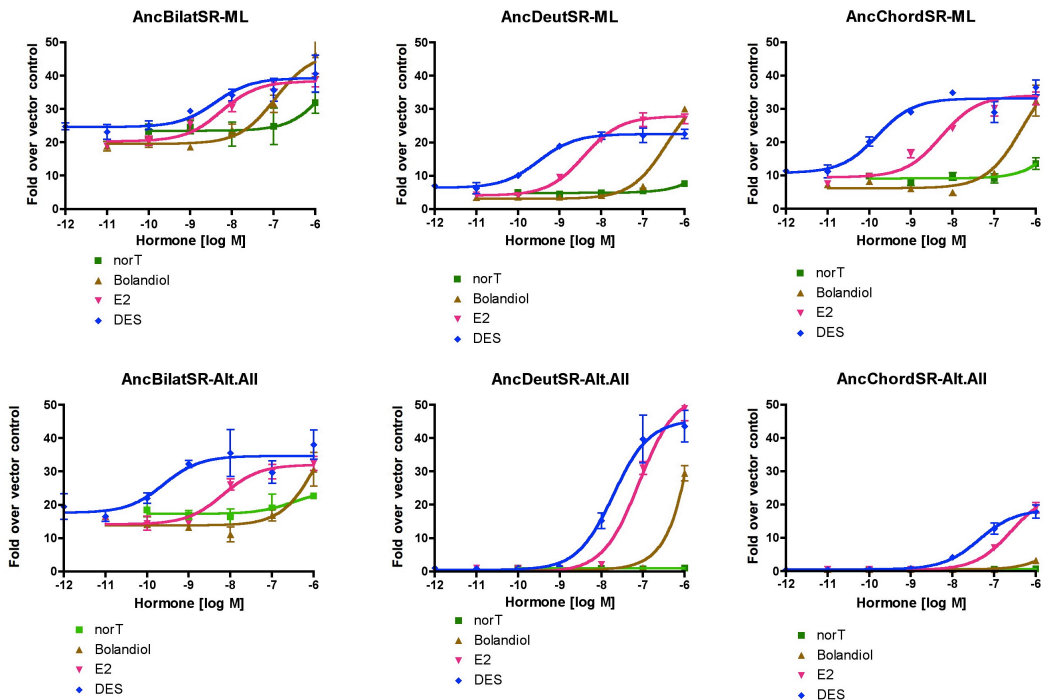 AncBilatSR-ML
Fold over vector control
50
40
30
20
10
0
-12 -11 -10 -9 -8 -7 -6
Hormone [log M]
norT
Bolandiol
E2
DES
AncDeutSR-ML
Fold over vector control
50
40
30
20
10
0
-12 -11 -10 -9 -8 -7 -6
Hormone [log M]
norT
Bolandiol
E2
DES
AncChordSR-ML
Fold over vector control
50
40
30
20
10
0
-12 -11 -10 -9 -8 -7 -6
Hormone [log M]
norT
Bolandiol
E2
DES
AncBilatSR-Alt.All
Fold over vector control
50
40
30
20
10
0
-12 -11 -10 -9 -8 -7 -6
Hormone [log M]
norT
Bolandiol
E2
DES
AncDeutSR-Alt.All
Fold over vector control
50
40
30
20
10
0
-12 -11 -10 -9 -8 -7 -6
Hormone [log M]
norT
Bolandiol
E2
DES
AncChordSR-Alt.All
Fold over vector contol
50
40
30
20
10
0
-12 -11 -10 -9 -8 -7 -6
Hormone [log M]
norT
Bolandiol
E2
DES